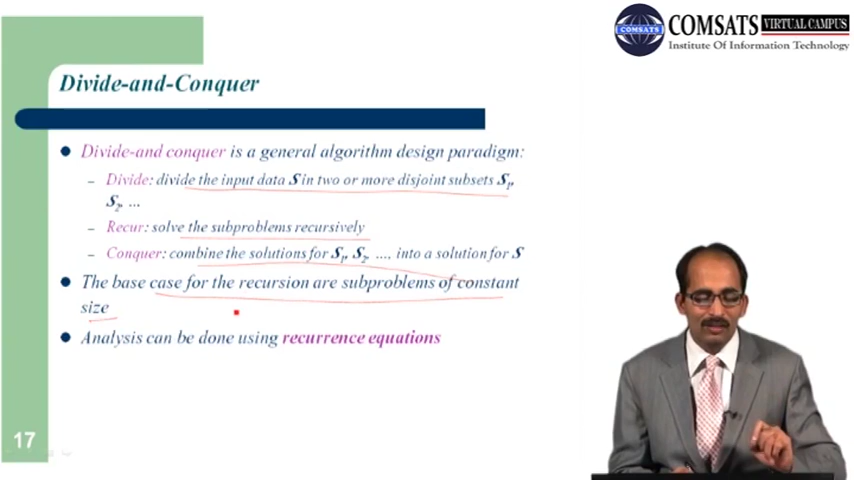 COMSATS VIRTUAL CAMPUS
COMSATS
Institute Of Information Technology
Divide-and-Conquer
Divide-and conquer is a general algorithm design paradigm:
– Divide: divide the input data S in two or more disjoint subsets S1,
S2, …
– Recur: solve the subproblems recursively
– Conquer: combine the solutions for S1, S2, …, into a solution for S
The base case for the recursion are subproblems of constant
size
Analysis can be done using recurrence equations
17